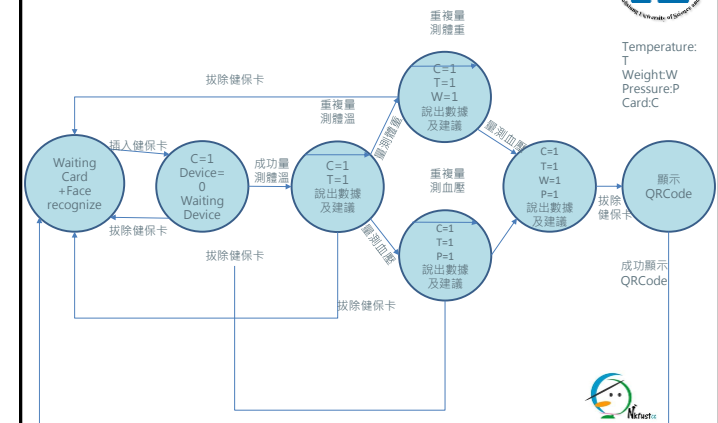 重複量
測體重
Temperature:
T
Weight:W
Pressure:P
Card:C
C=1
T=1
W=1
說出數據
及建議
拔除健保卡
重複量
測體溫
量測體重
量測血壓
插入健保卡
Waiting
Card
+Face
recognize
C=1
Device=
0
Waiting
Device
成功量
測體溫
C=1
T=1
說出數據
及建議
重複量
測血壓
C=1
T=1
W=1
P=1
說出數據
及建議
拔除
健保卡
顯示
QRCode
拔除健保卡
量測血壓
C=1
T=1
P=1
說出數據
及建議
拔除健保卡
成功顯示
QRCode
拔除健保卡
Nkfust